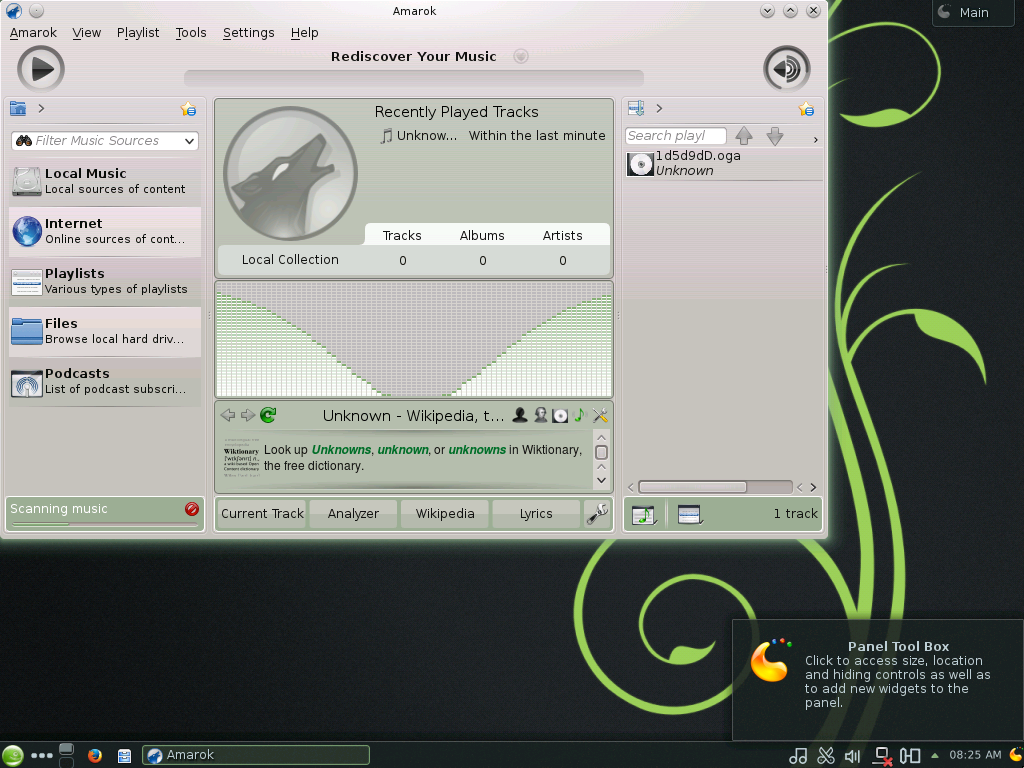 Amarok
Main
Amarok View Playlist Tools Settings Help
Rediscover Your Music
Filter Music Sources
Local Music
Local sources of content
Internet
Online sources of cont...
Playlists
Various types of playlists
Files
Browse local hard driv...
Podcasts
List of podcast subscri...
Scanning music
Recently Played Tracks
Unknow... Within the last minute
Tracks Albums Artists
Local Collection 0 0 0
Unknown - Wikipedia, t...
Wiktionary
Look up Unknowns, unknown, or unknowns in Wiktionary,
the free dictionary.
Current Track Analyzer Wikipedia Lyrics
Search playl
1d5d9dD.oga
Unknown
1 track
Panel Tool Box
Click to access size, location
and hiding controls as well as
to add new widgets to the
panel.
Amarok
08:25 AM